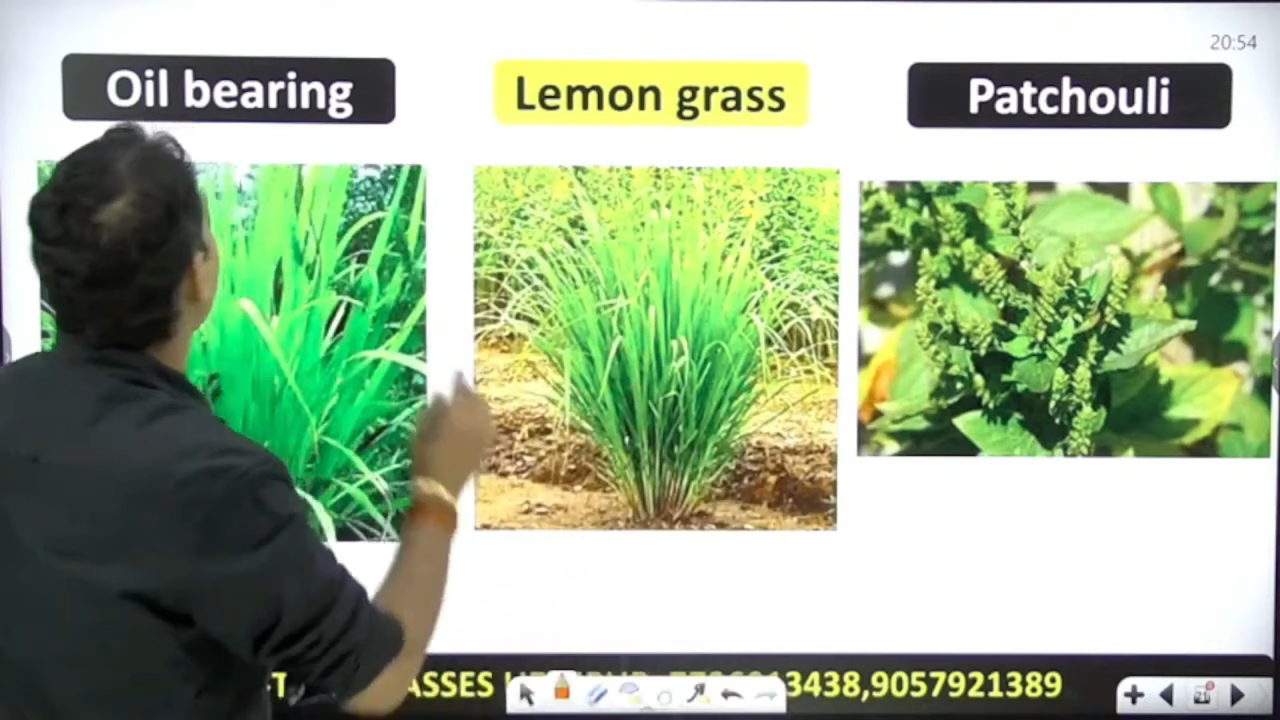 20:54
Oil bearing
Lemon grass
Patchouli
ASSES 3438,9057921389